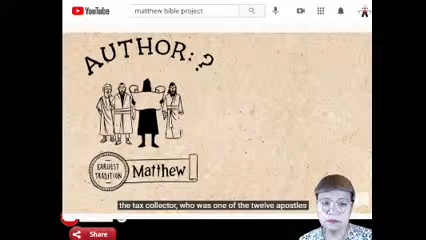 YouTube
matthew bible project
AUTHOR: ?
EARLIEST
TRADITION
Matthew
the tax collector, who was one of the twelve apostles
Share